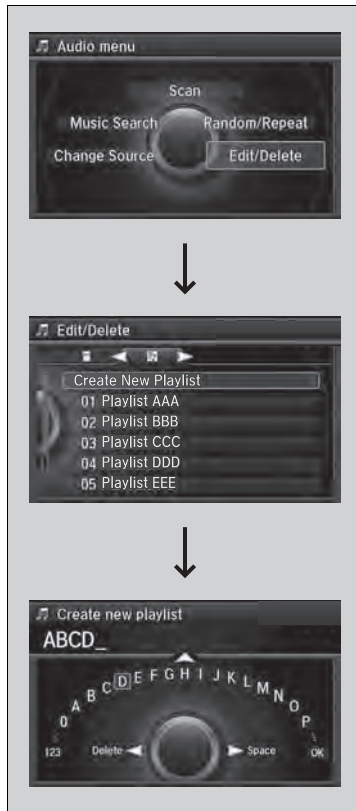 Audio menu
Scan
Music Search Random/Repeat
Change Source Edit/Delete
Edit/Delete
Create New Playlist
01 Playlist AAA
02 Playlist BBB
03 Playlist CCC
04 Playlist DDD
05 Playlist EEE
Create new playlist
ABCD_
0 A B C D E F G H I J K L M N O P
123 Delete Space OK